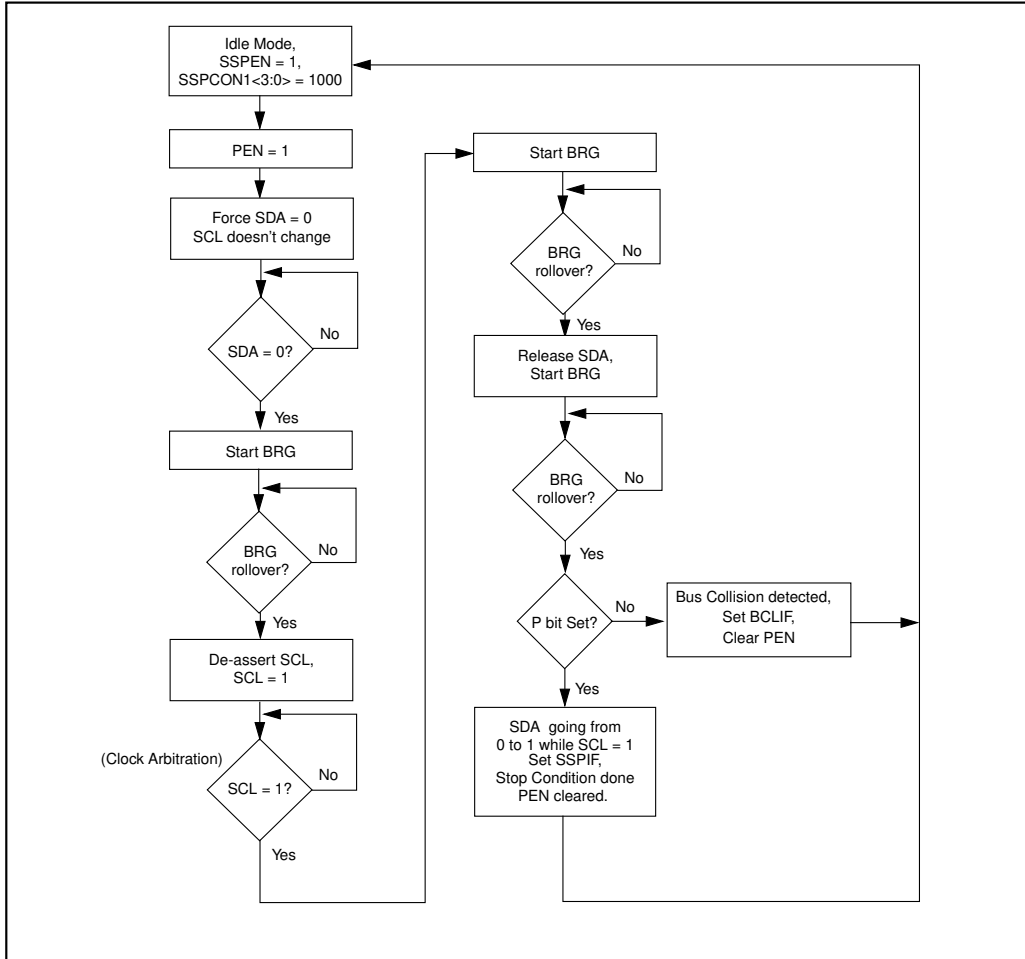 Idle Mode,
SSPEN = 1,
SSPCON1<3:0> = 1000
PEN = 1
Force SDA = 0
SCL doesn't change
SDA = 0?
No
Yes
Start BRG
BRG
rollover?
No
Yes
De-assert SCL,
SCL = 1
(Clock Arbitration)
SCL = 1?
No
Yes
Start BRG
BRG
rollover?
No
Yes
Release SDA,
Start BRG
BRG
rollover?
No
Yes
P bit Set?
No
Bus Collision detected,
Set BCLIF,
Clear PEN
Yes
SDA going from
0 to 1 while SCL = 1
Set SSPIF,
Stop Condition done
PEN cleared.